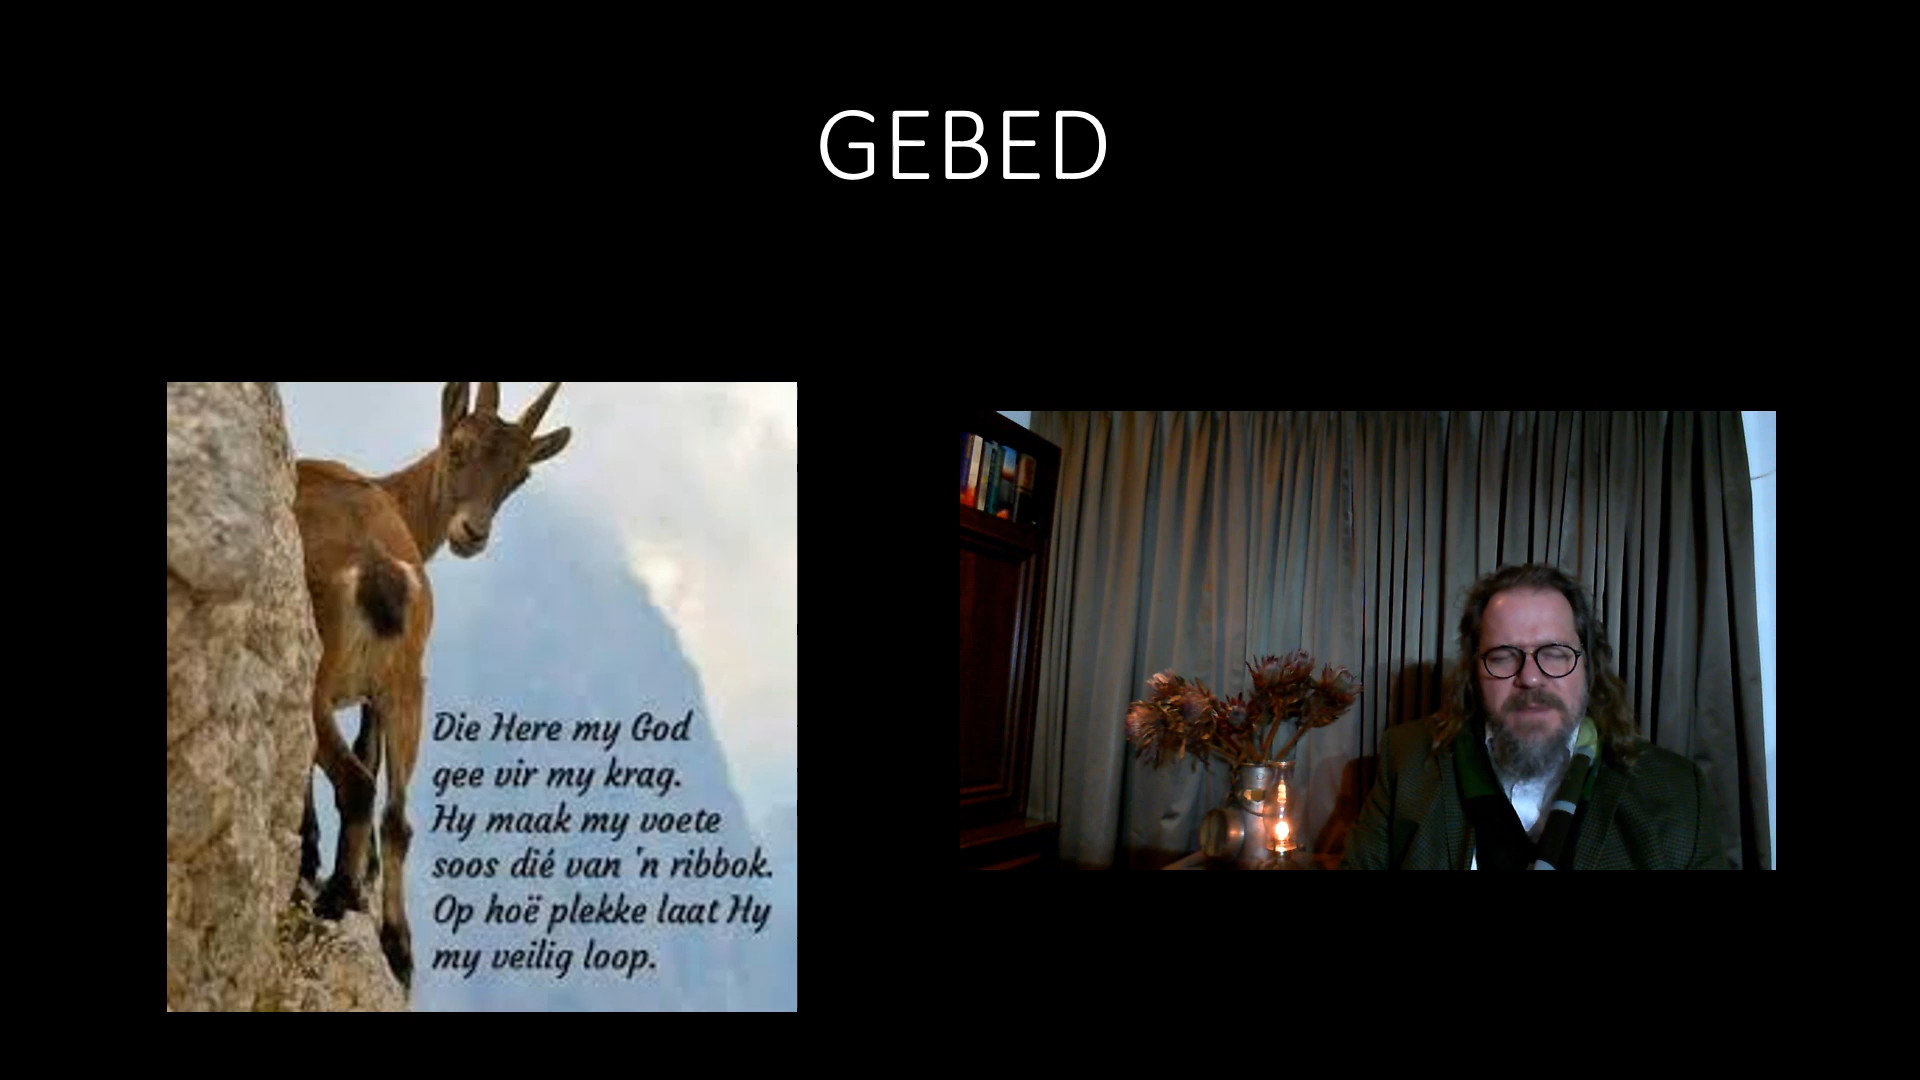 GEBED
Die Here my God
gee vir my krag.
Hy maak my voete
soos dié van 'n ribbok.
Op hoë plekke laat Hy
my veilig loop.